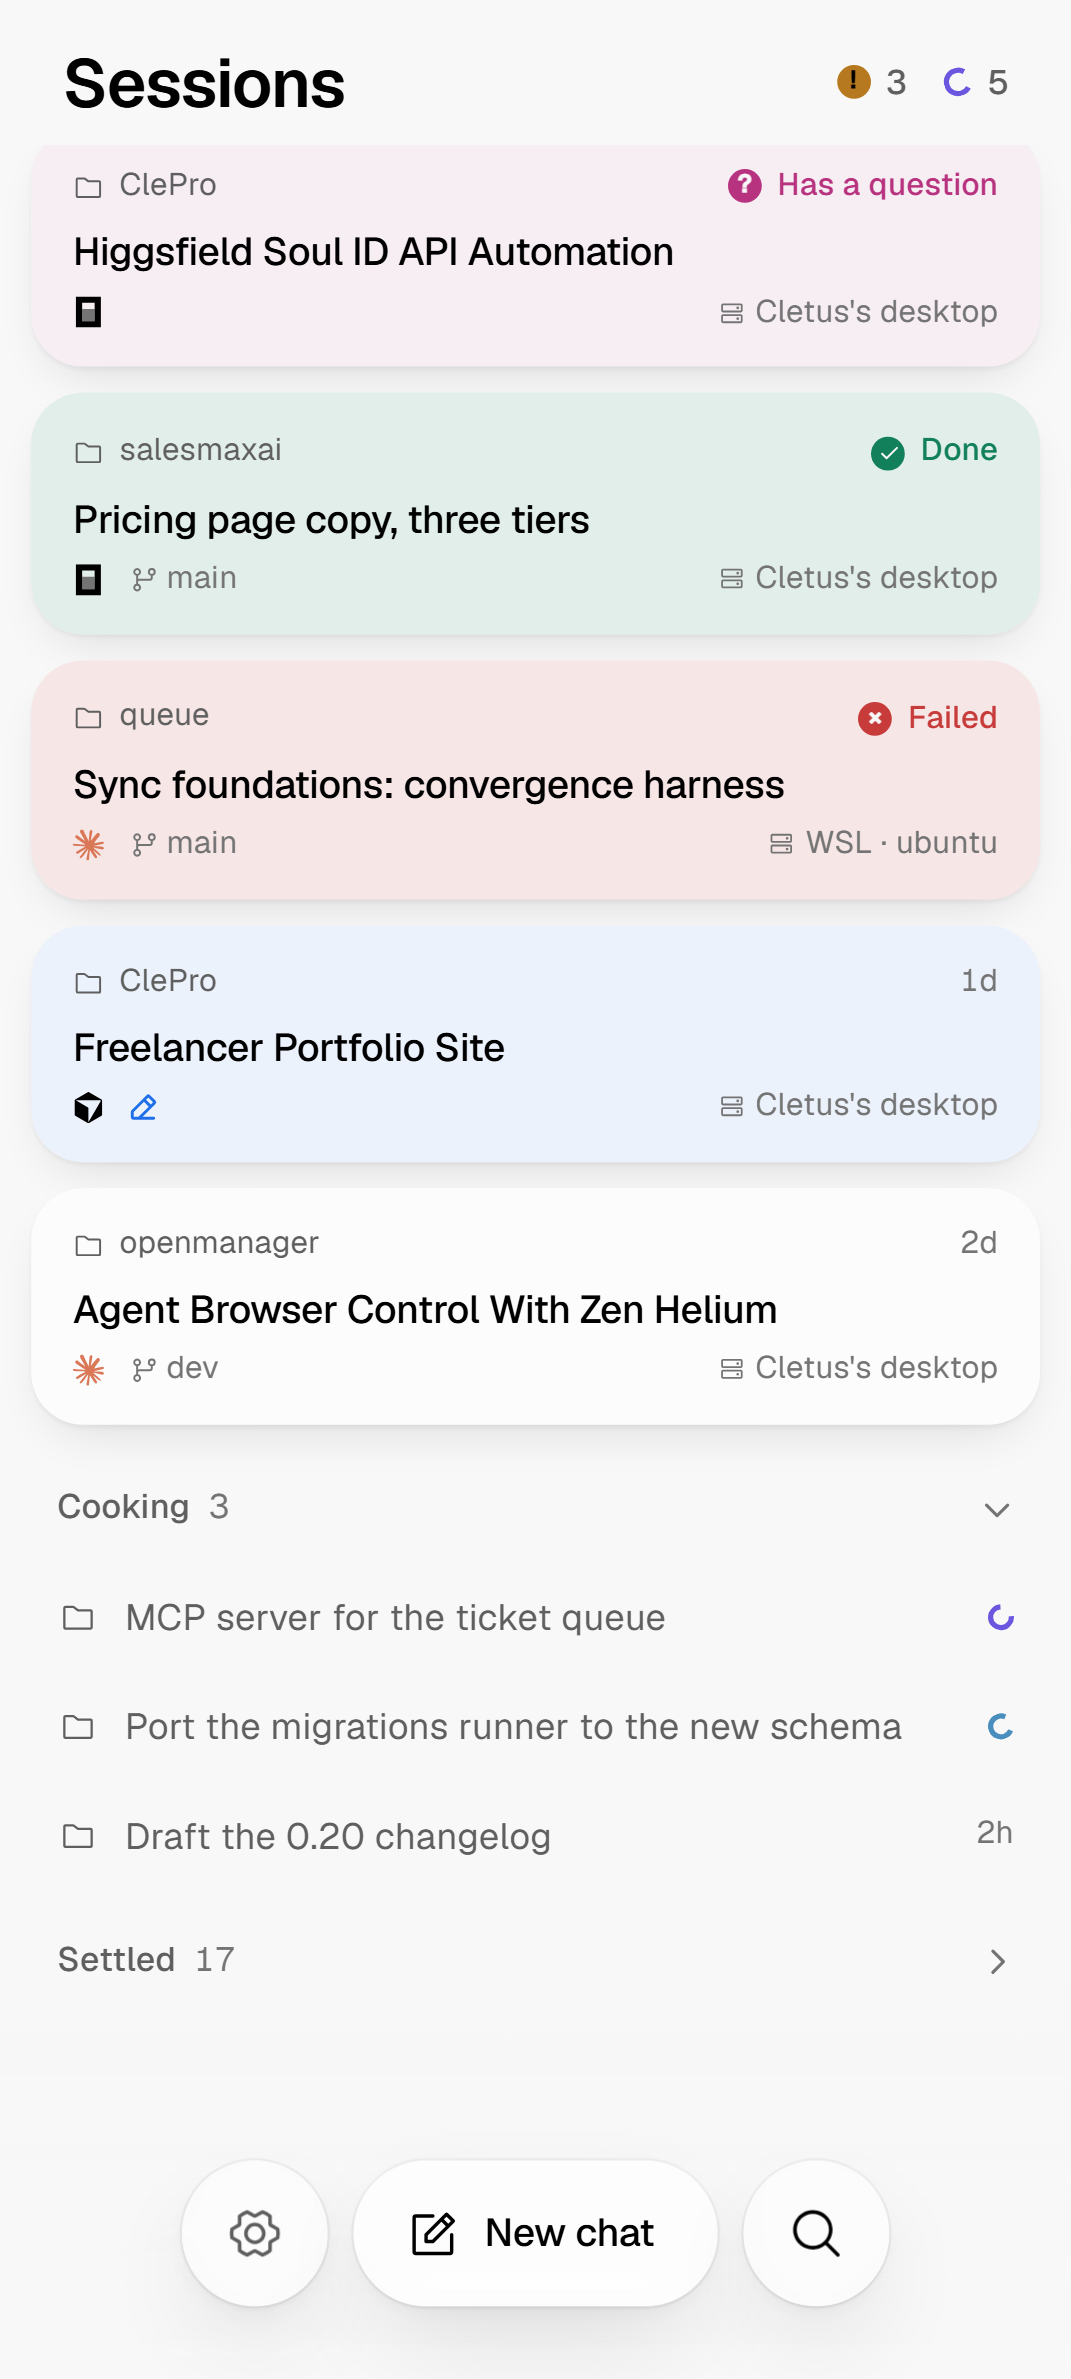 Sessions
! 3 5
ClePro
? Has a question
Higgsfield Soul ID API Automation
Cletus's desktop
salesmaxai
Done
Pricing page copy, three tiers
main
Cletus's desktop
queue
Failed
Sync foundations: convergence harness
main
WSL · ubuntu
ClePro
1d
Freelancer Portfolio Site
Cletus's desktop
openmanager
2d
Agent Browser Control With Zen Helium
dev
Cletus's desktop
Cooking 3
MCP server for the ticket queue
Port the migrations runner to the new schema
Draft the 0.20 changelog
2h
Settled 17
New chat